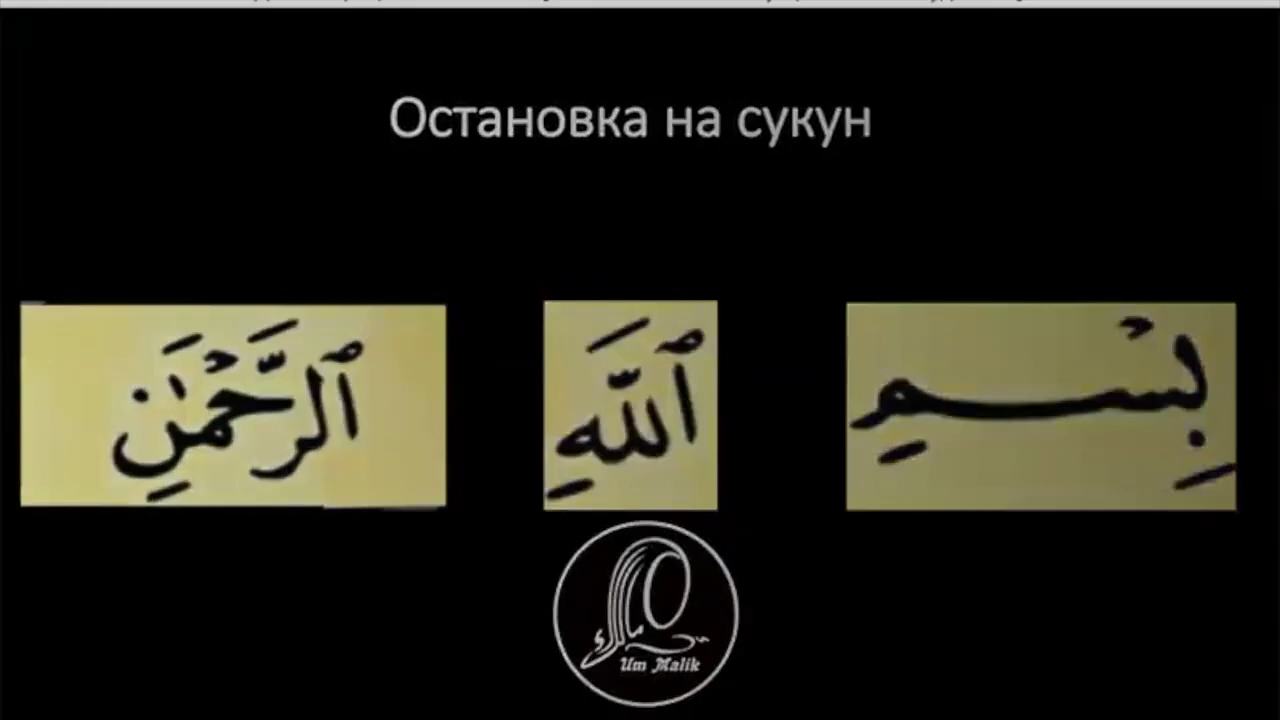 Остановка на сукун
بِسْمِ ٱللَّهِ ٱلرَّحْمَٰنِ
Um Malik